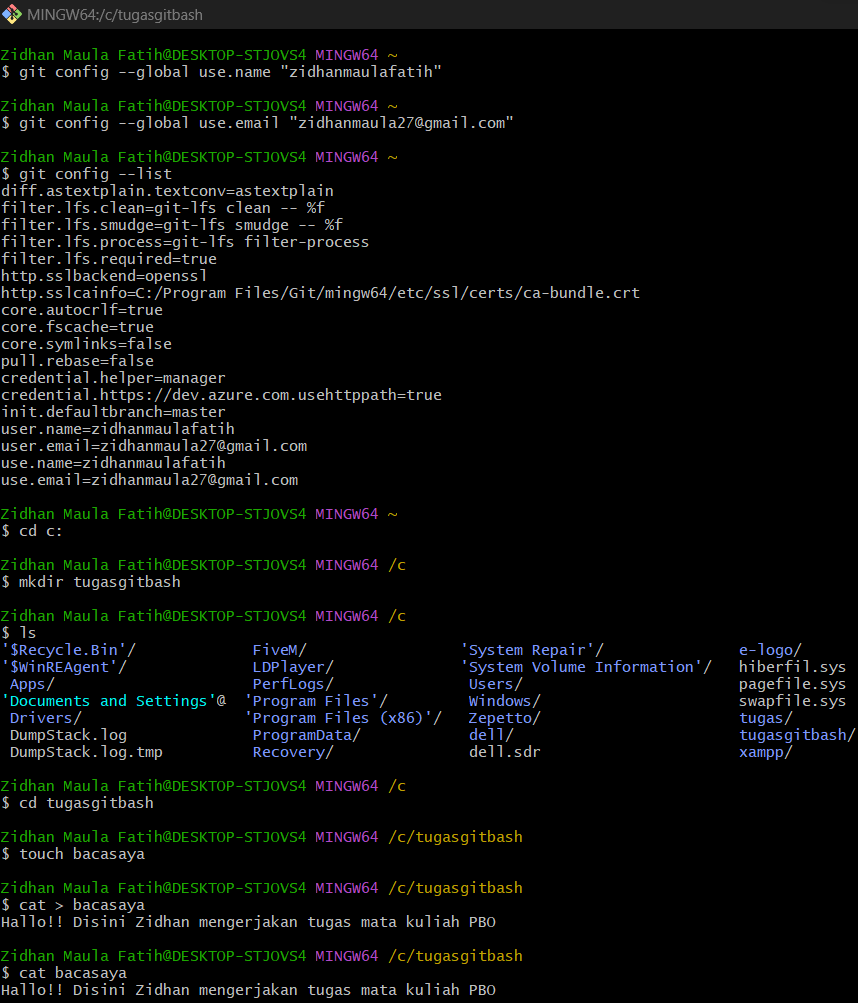 MINGW64:/c/tugasgitbash
Zidhan Maula Fatih@DESKTOP-STJOVS4 MINGW64 ~
$ git config --global use.name "zidhanmaulafatih"
Zidhan Maula Fatih@DESKTOP-STJOVS4 MINGW64 ~
$ git config --global use.email "zidhanmaula27@gmail.com"
Zidhan Maula Fatih@DESKTOP-STJOVS4 MINGW64 ~
$ git config --list
diff.astextplain.textconv=astextplain
filter.lfs.clean=git-lfs clean -- %f
filter.lfs.smudge=git-lfs smudge -- %f
filter.lfs.process=git-lfs filter-process
filter.lfs.required=true
http.sslbackend=openssl
http.sslcainfo=C:/Program Files/Git/mingw64/etc/ssl/certs/ca-bundle.crt
core.autocrlf=true
core.fscache=true
core.symlinks=false
pull.rebase=false
credential.helper=manager
credential.https://dev.azure.com.usehttppath=true
init.defaultbranch=master
user.name=zidhanmaulafatih
user.email=zidhanmaula27@gmail.com
use.name=zidhanmaulafatih
use.email=zidhanmaula27@gmail.com
Zidhan Maula Fatih@DESKTOP-STJOVS4 MINGW64 ~
$ cd c:
Zidhan Maula Fatih@DESKTOP-STJOVS4 MINGW64 /c
$ mkdir tugasgitbash
Zidhan Maula Fatih@DESKTOP-STJOVS4 MINGW64 /c
$ ls
'$Recycle.Bin'/ FiveM/ 'System Repair'/ e-logo/
'$WinREAgent'/ LDPlayer/ 'System Volume Information'/ hiberfil.sys
Apps/ PerfLogs/ Users/ pagefile.sys
'Documents and Settings'@ 'Program Files'/ Windows/ swapfile.sys
Drivers/ 'Program Files (x86)'/ Zepetto/ tugas/
DumpStack.log ProgramData/ dell/ tugasgitbash/
DumpStack.log.tmp Recovery/ dell.sdr xampp/
Zidhan Maula Fatih@DESKTOP-STJOVS4 MINGW64 /c
$ cd tugasgitbash
Zidhan Maula Fatih@DESKTOP-STJOVS4 MINGW64 /c/tugasgitbash
$ touch bacasaya
Zidhan Maula Fatih@DESKTOP-STJOVS4 MINGW64 /c/tugasgitbash
$ cat > bacasaya
Hallo!! Disini Zidhan mengerjakan tugas mata kuliah PBO
Zidhan Maula Fatih@DESKTOP-STJOVS4 MINGW64 /c/tugasgitbash
$ cat bacasaya
Hallo!! Disini Zidhan mengerjakan tugas mata kuliah PBO